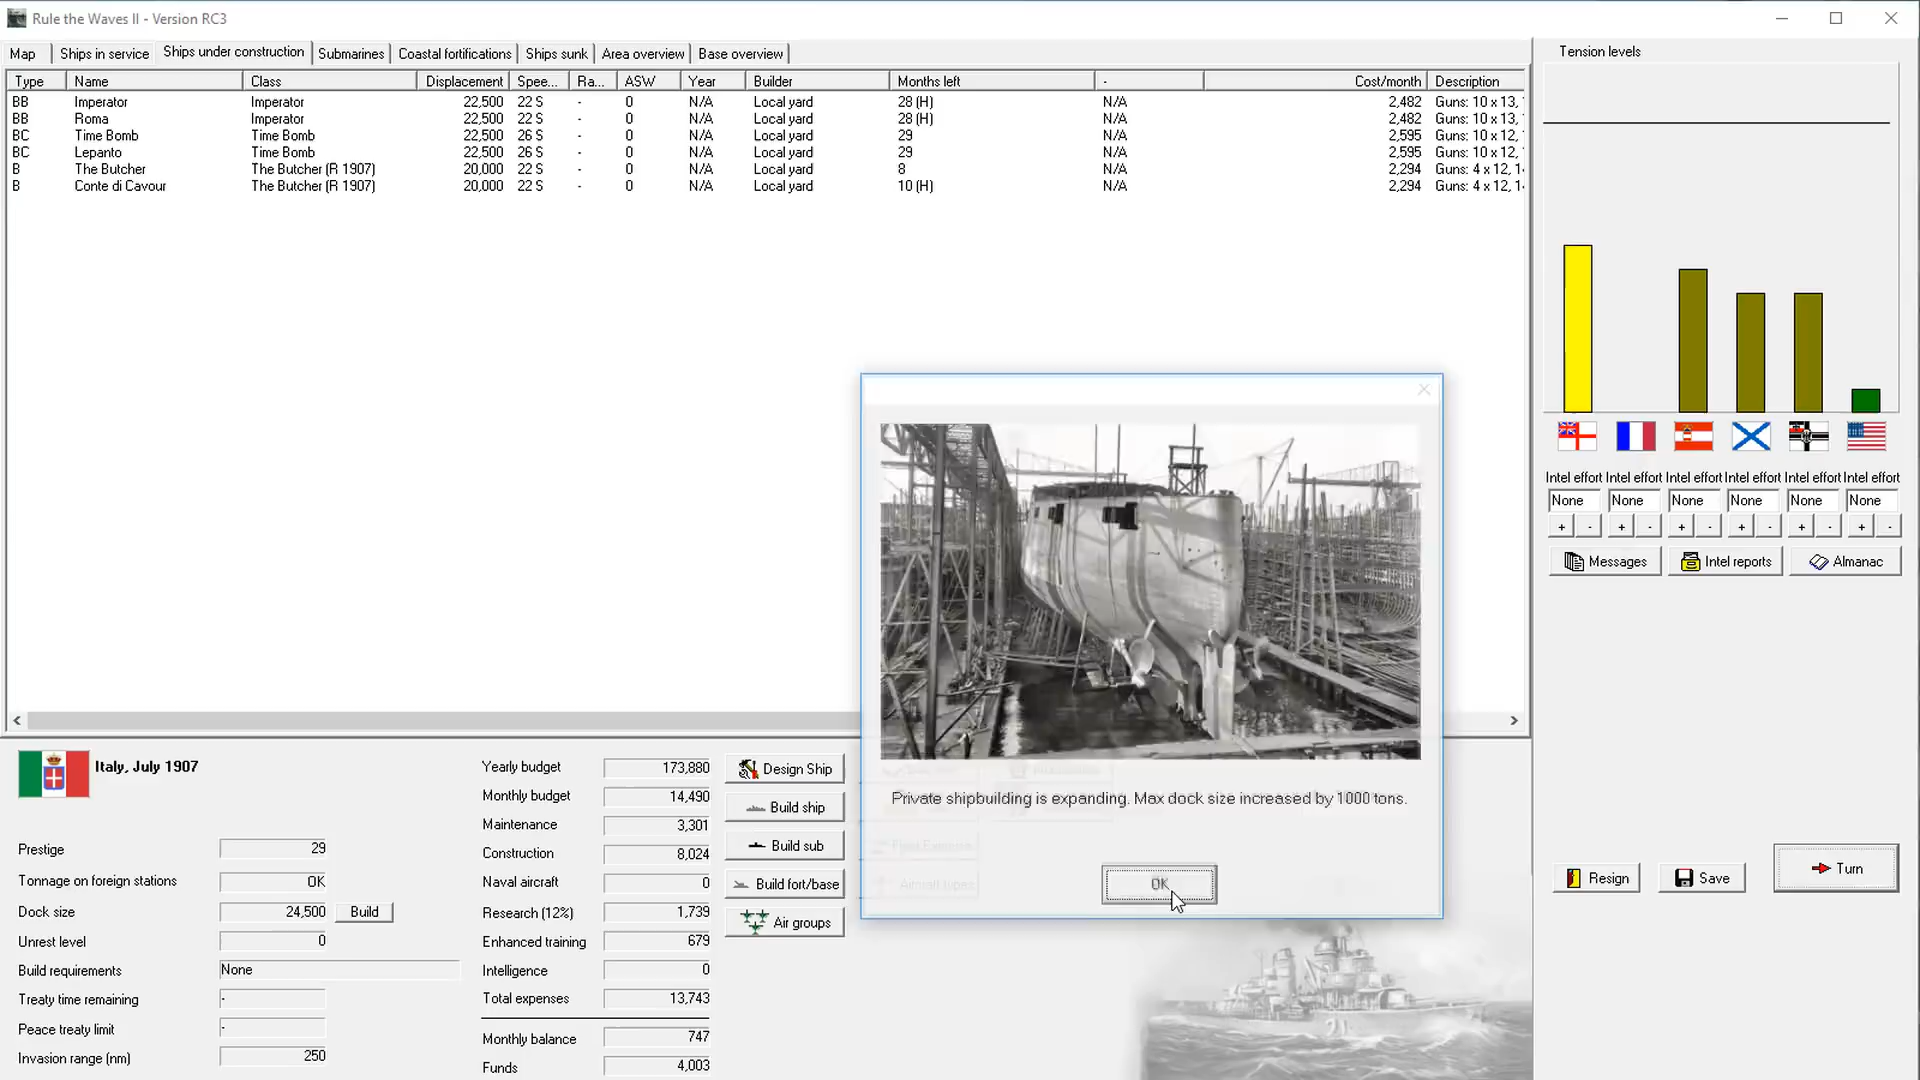 Rule the Waves II - Version RC3
Map Ships in service Ships under construction Submarines Coastal fortifications Ships sunk Area overview Base overview
Type Name Class Displacement Spee... Ra... ASW Year Builder Months left - Cost/month Description
BB Imperator Imperator 22,500 22 S - 0 N/A Local yard 28 (H) N/A 2,482 Guns: 10 x 13,
BB Roma Imperator 22,500 22 S - 0 N/A Local yard 28 (H) N/A 2,482 Guns: 10 x 13,
BC Time Bomb Time Bomb 22,500 26 S - 0 N/A Local yard 29 N/A 2,595 Guns: 10 x 12,
BC Lepanto Time Bomb 22,500 26 S - 0 N/A Local yard 29 N/A 2,595 Guns: 10 x 12,
B The Butcher The Butcher (R 1907) 20,000 22 S - 0 N/A Local yard 8 N/A 2,294 Guns: 4 x 12, 1
B Conte di Cavour The Butcher (R 1907) 20,000 22 S - 0 N/A Local yard 10 (H) N/A 2,294 Guns: 4 x 12, 1
Tension levels
Intel effort Intel effort Intel effort Intel effort Intel effort Intel effort
None None None None None None
+ - + - + - + - + - + -
Messages Intel reports Almanac
Private shipbuilding is expanding. Max dock size increased by 1000 tons.
OK
Italy, July 1907
Prestige 29
Tonnage on foreign stations OK
Dock size 24,500 Build
Unrest level 0
Build requirements None
Treaty time remaining -
Peace treaty limit -
Invasion range (nm) 250
Yearly budget 173,880
Monthly budget 14,490
Maintenance 3,301
Construction 8,024
Naval aircraft 0
Research (12%) 1,739
Enhanced training 679
Intelligence 0
Total expenses 13,743
Monthly balance 747
Funds 4,003
Design Ship
Build ship
Build sub
Build fort/base
Air groups
Aircraft types
Resign Save Turn